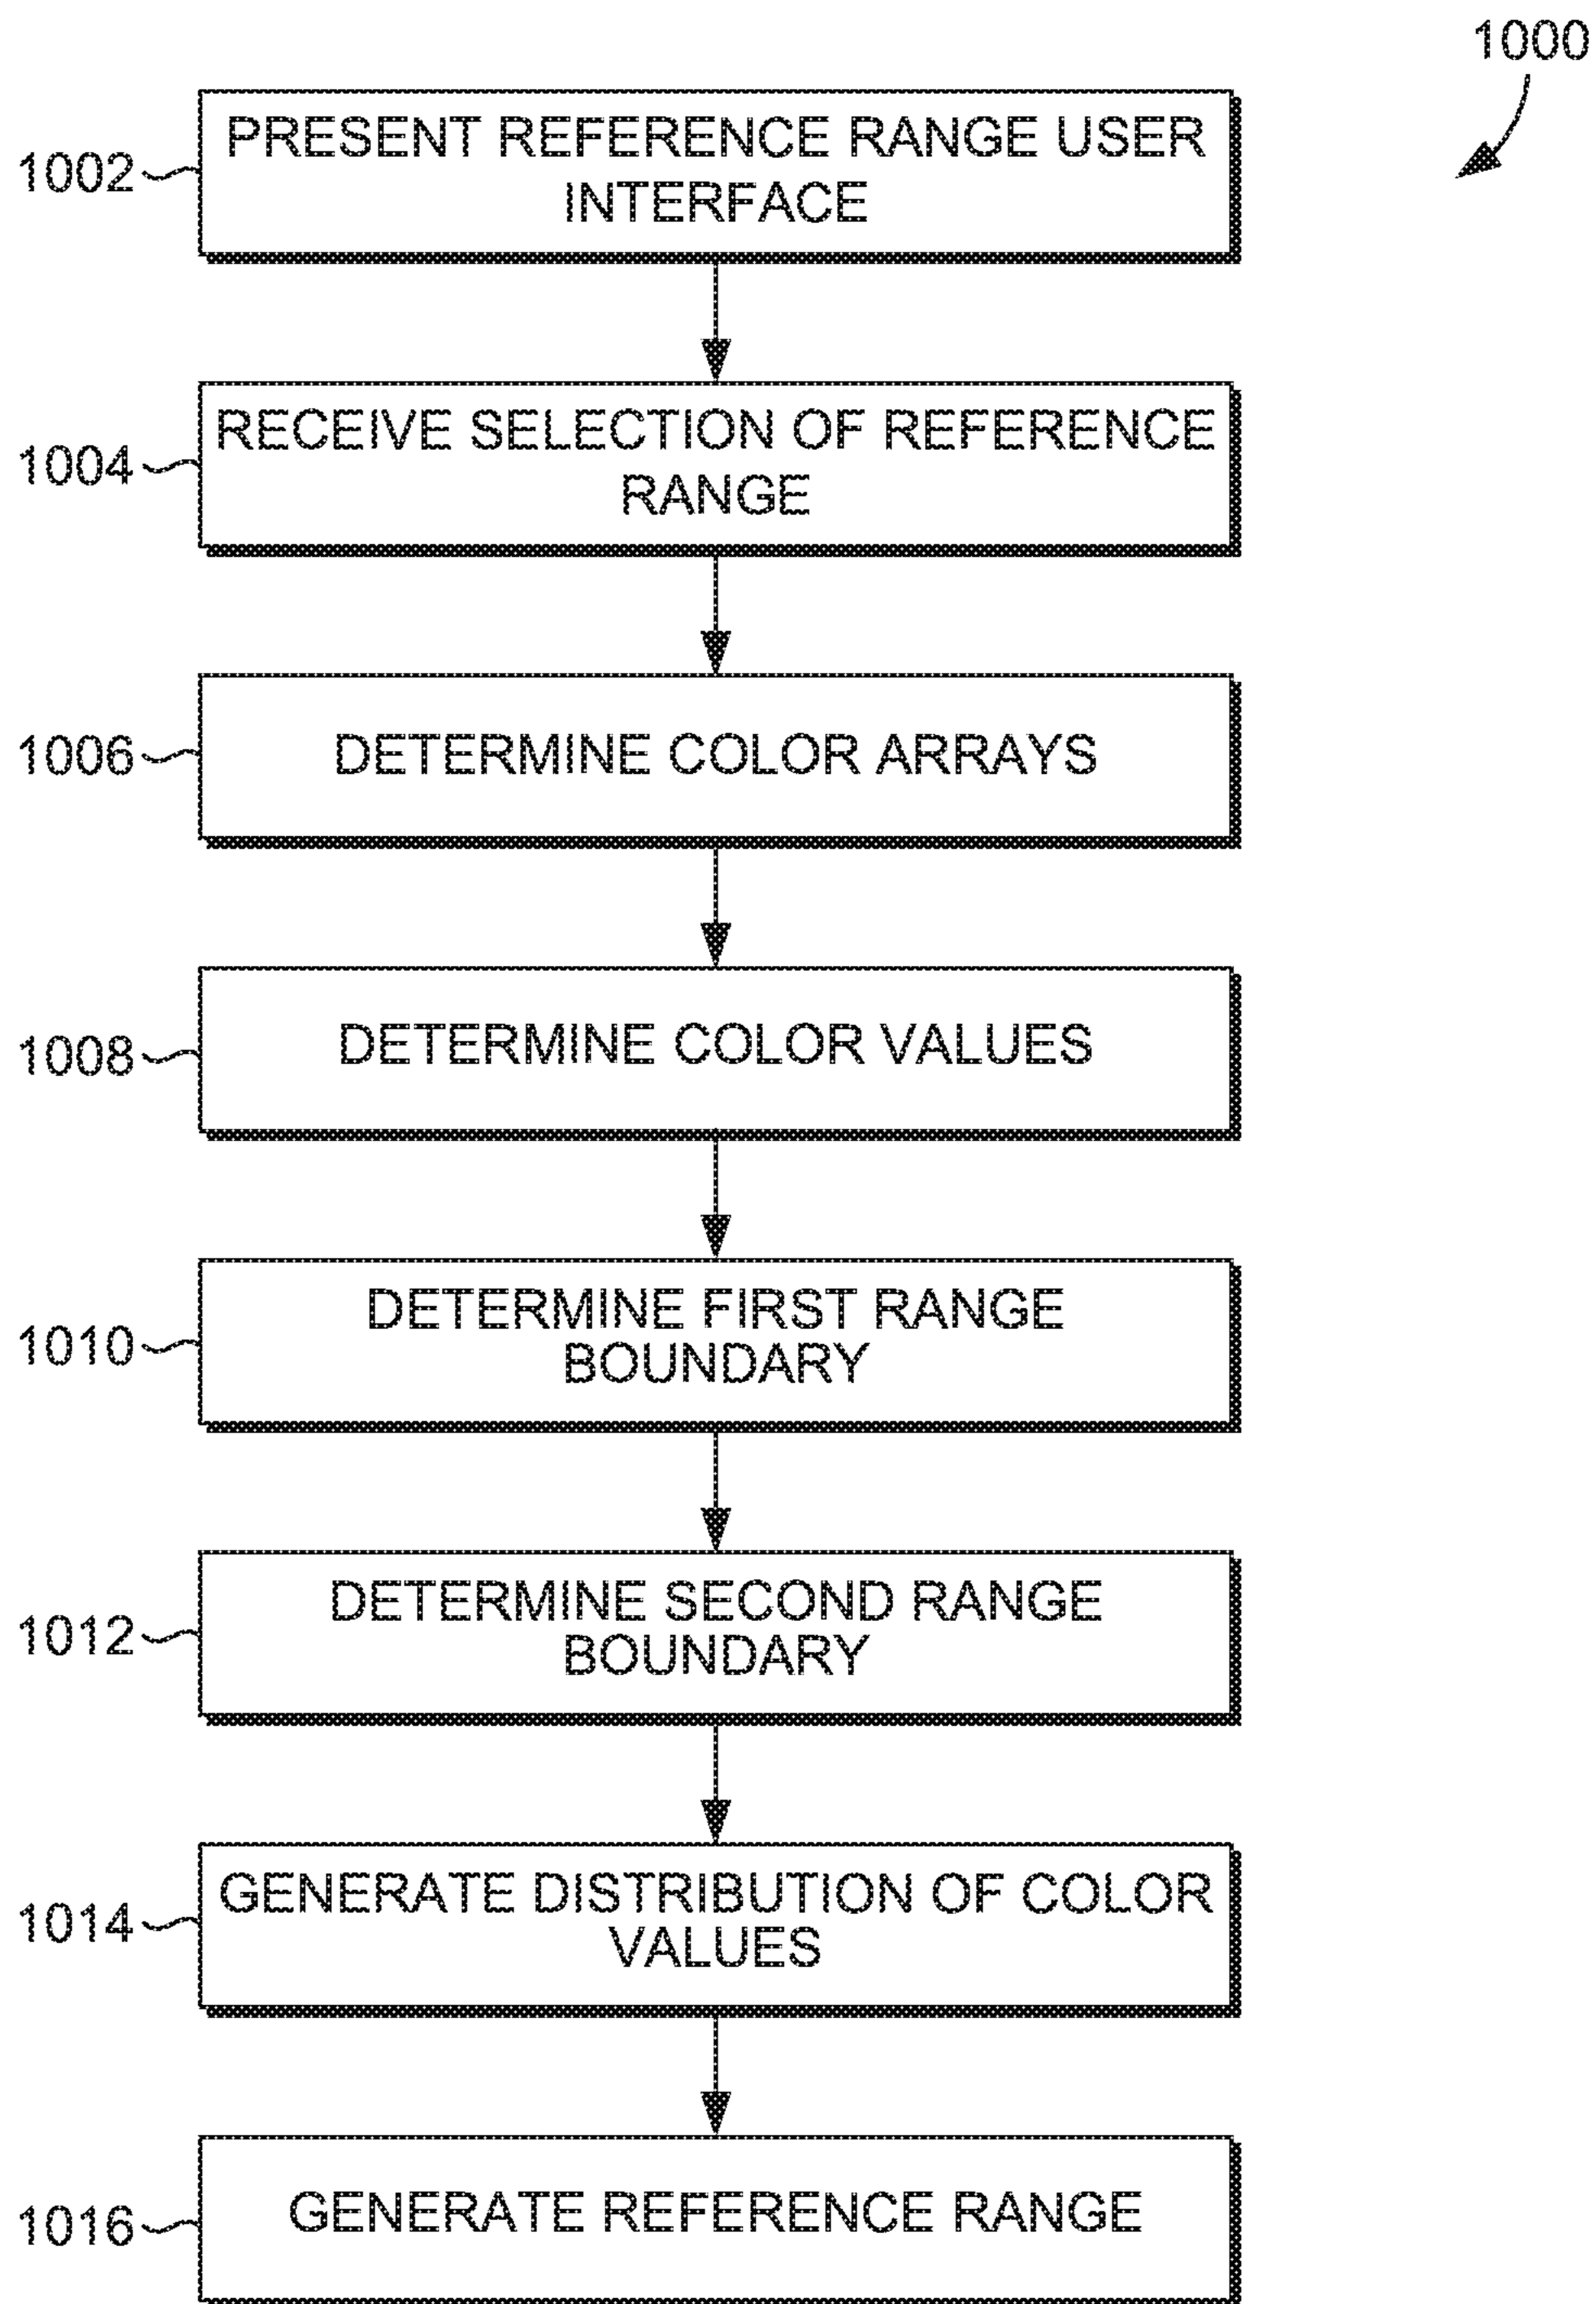 1000
1002
PRESENT REFERENCE RANGE USER
INTERFACE
1004
RECEIVE SELECTION OF REFERENCE
RANGE
1006
DETERMINE COLOR ARRAYS
1008
DETERMINE COLOR VALUES
1010
DETERMINE FIRST RANGE
BOUNDARY
1012
DETERMINE SECOND RANGE
BOUNDARY
1014
GENERATE DISTRIBUTION OF COLOR
VALUES
1016
GENERATE REFERENCE RANGE